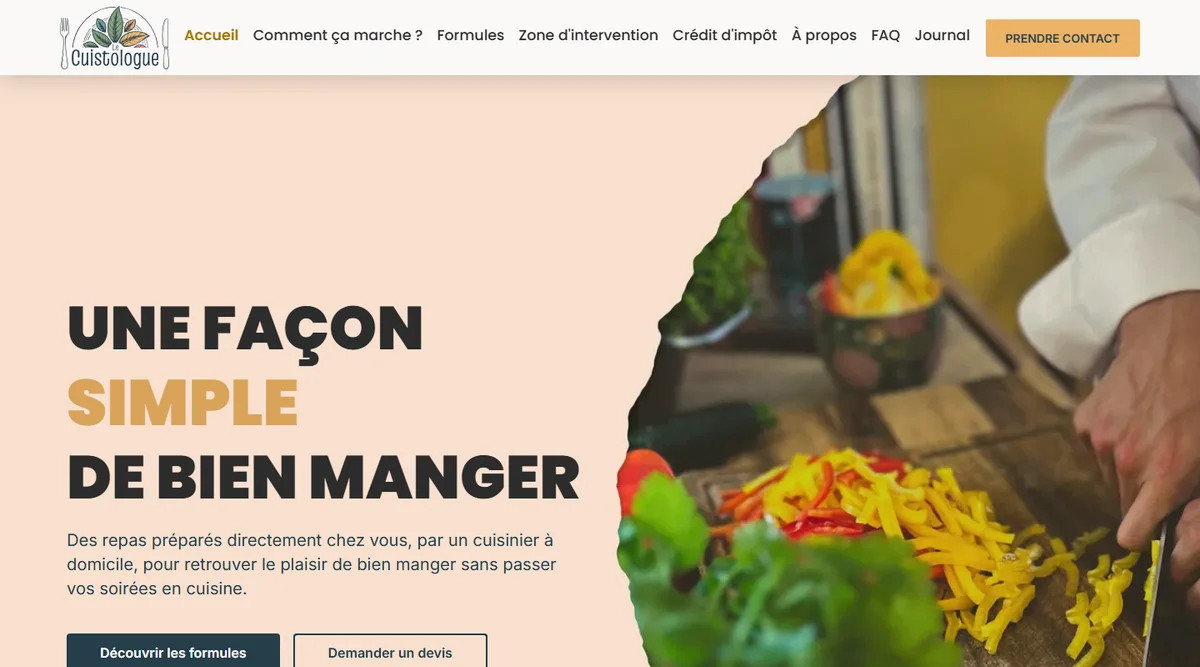 Le
Cuistologue
Accueil
Comment ça marche ?
Formules
Zone d'intervention
Crédit d'impôt
À propos
FAQ
Journal
PRENDRE CONTACT
UNE FAÇON
SIMPLE
DE BIEN MANGER
Des repas préparés directement chez vous, par un cuisinier à
domicile, pour retrouver le plaisir de bien manger sans passer
vos soirées en cuisine.
Découvrir les formules
Demander un devis